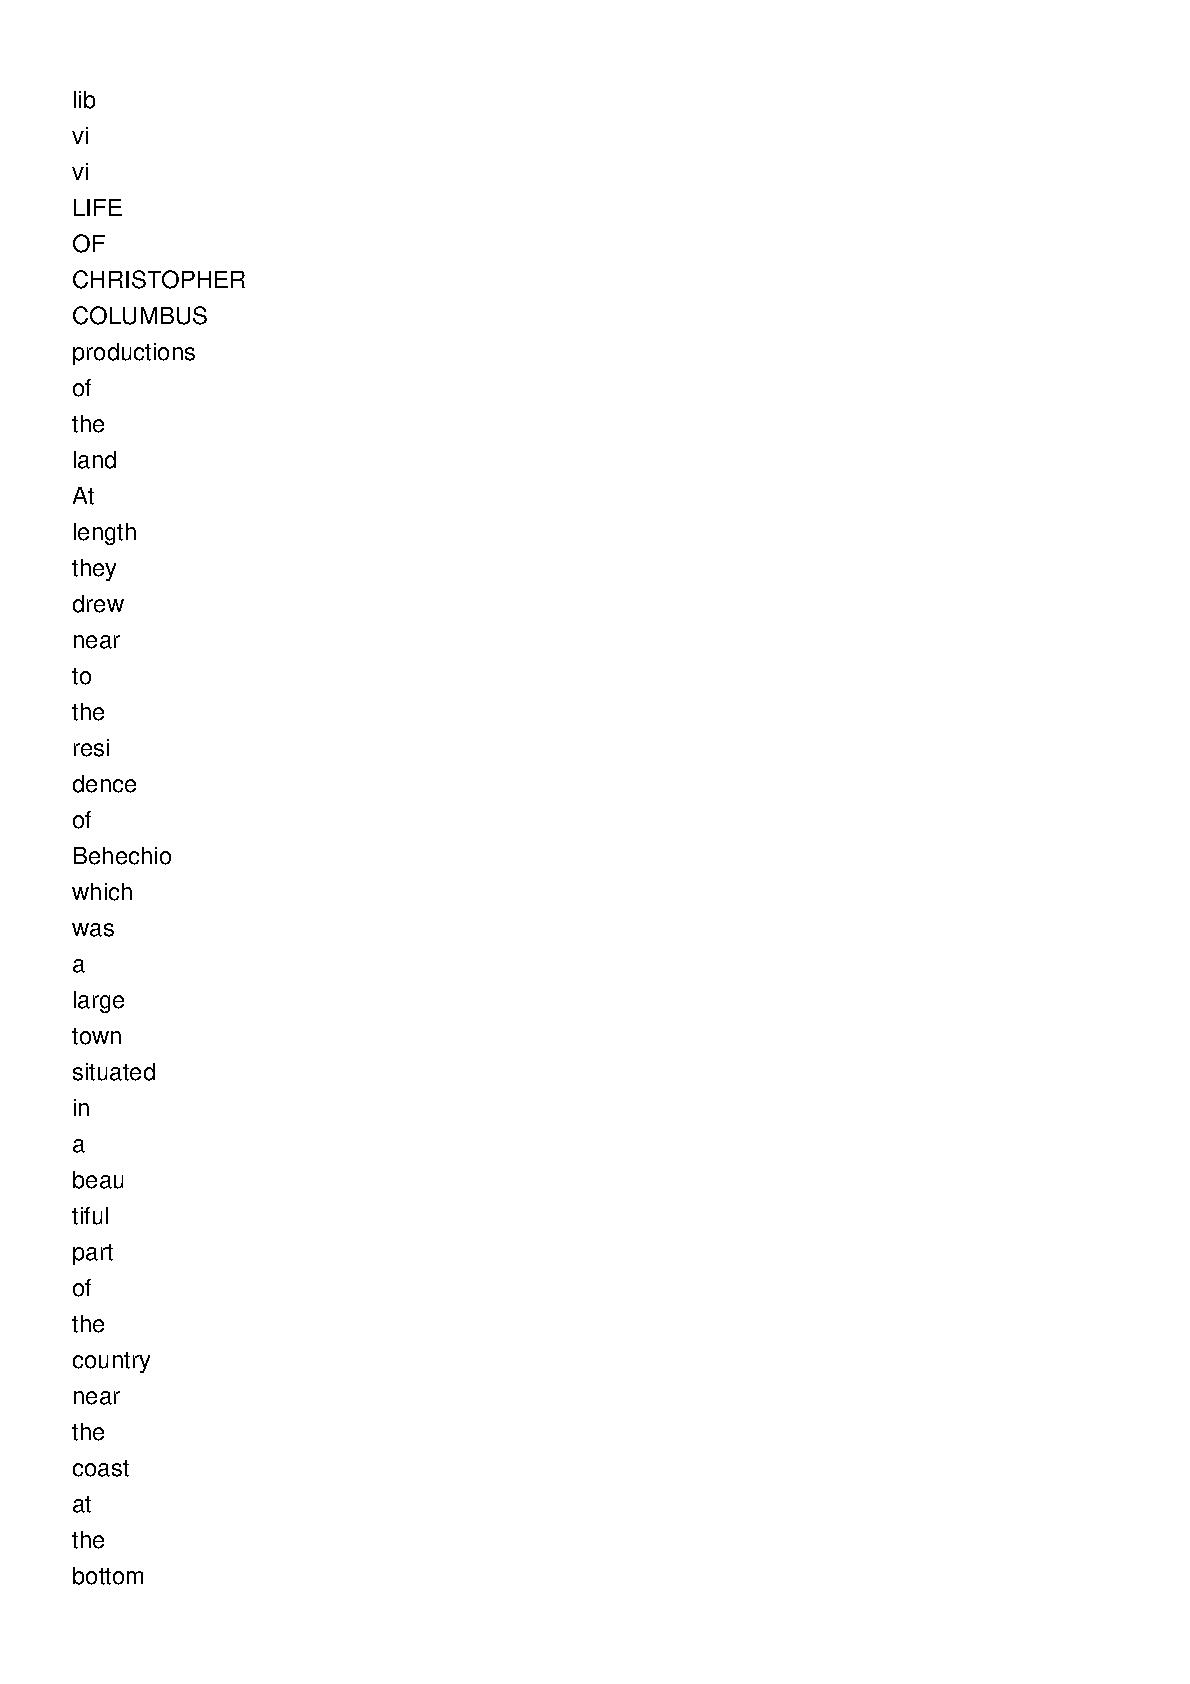 lib
vi
vi
LIFE
OF
CHRISTOPHER
COLUMBUS
productions
of
the
land
At
length
they
drew
near
to
the
resi
dence
of
Behechio
which
was
a
large
town
situated
in
a
beau
tiful
part
of
the
country
near
the
coast
at
the
bottom